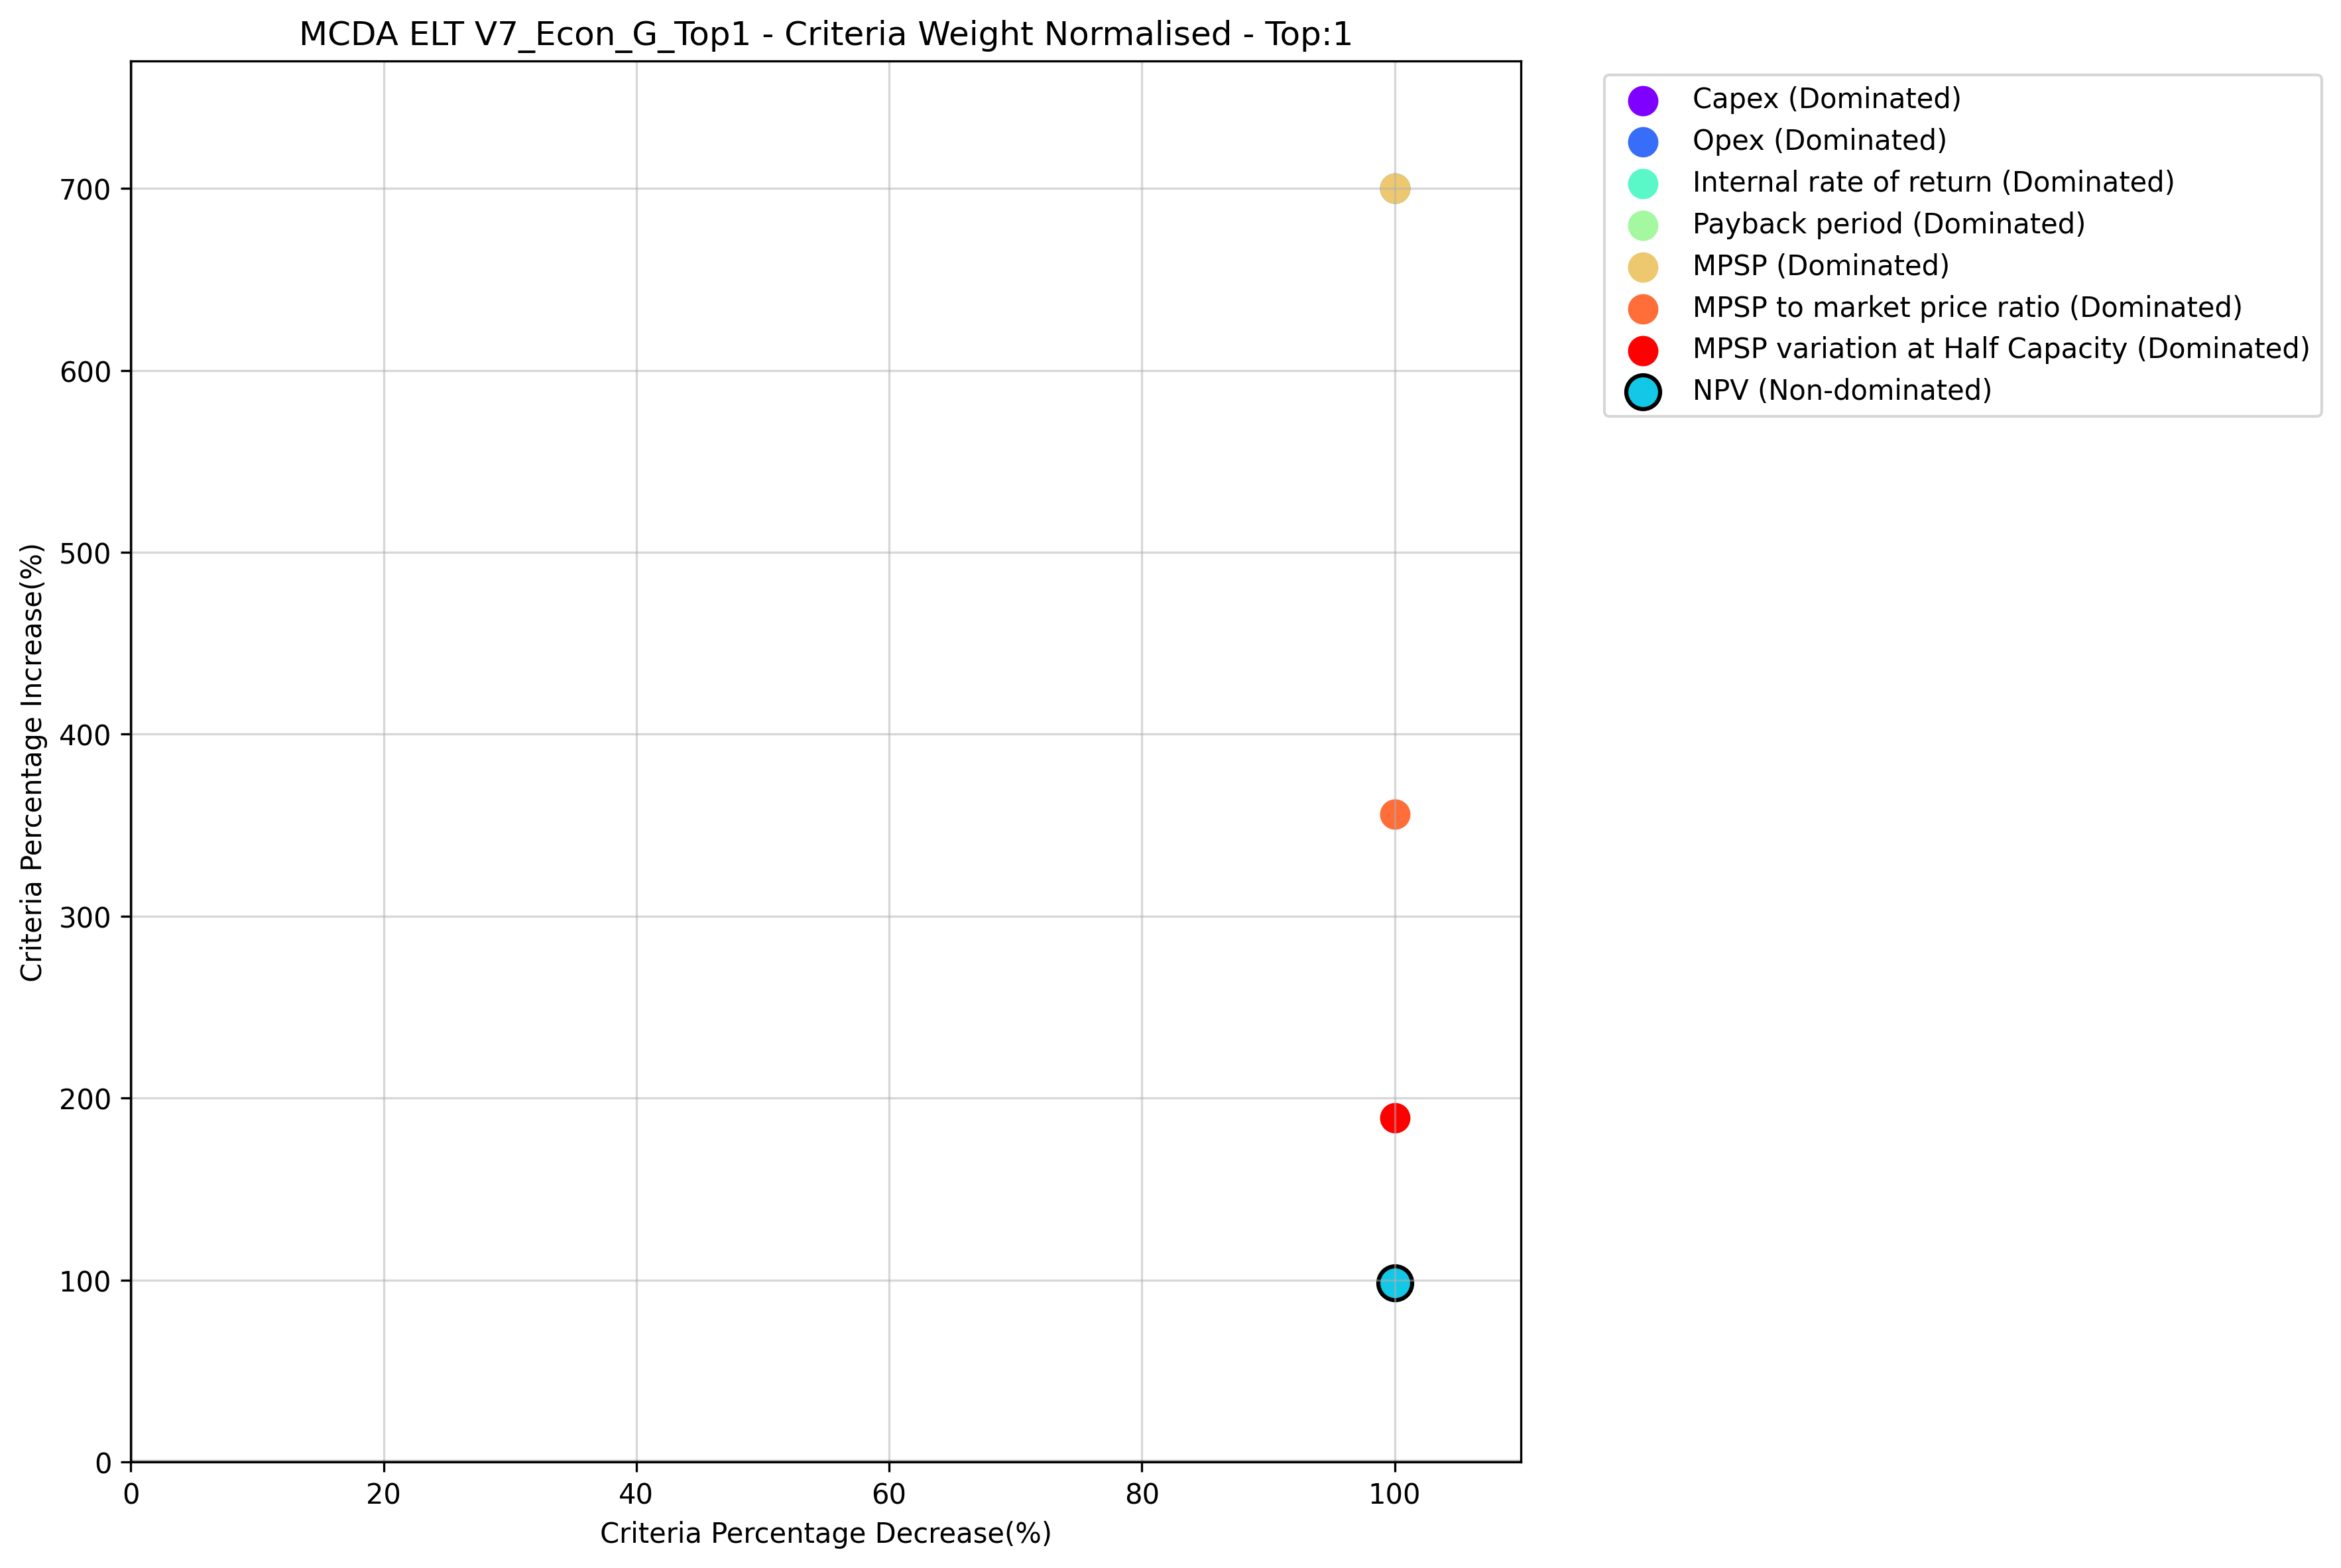 MCDA ELT V7_Econ_G_Top1 - Criteria Weight Normalised - Top:1
Capex (Dominated)
Opex (Dominated)
Internal rate of return (Dominated)
Payback period (Dominated)
MPSP (Dominated)
MPSP to market price ratio (Dominated)
MPSP variation at Half Capacity (Dominated)
NPV (Non-dominated)
Criteria Percentage Increase(%)
700
600
500
400
300
200
100
0
0 20 40 60 80 100
Criteria Percentage Decrease(%)